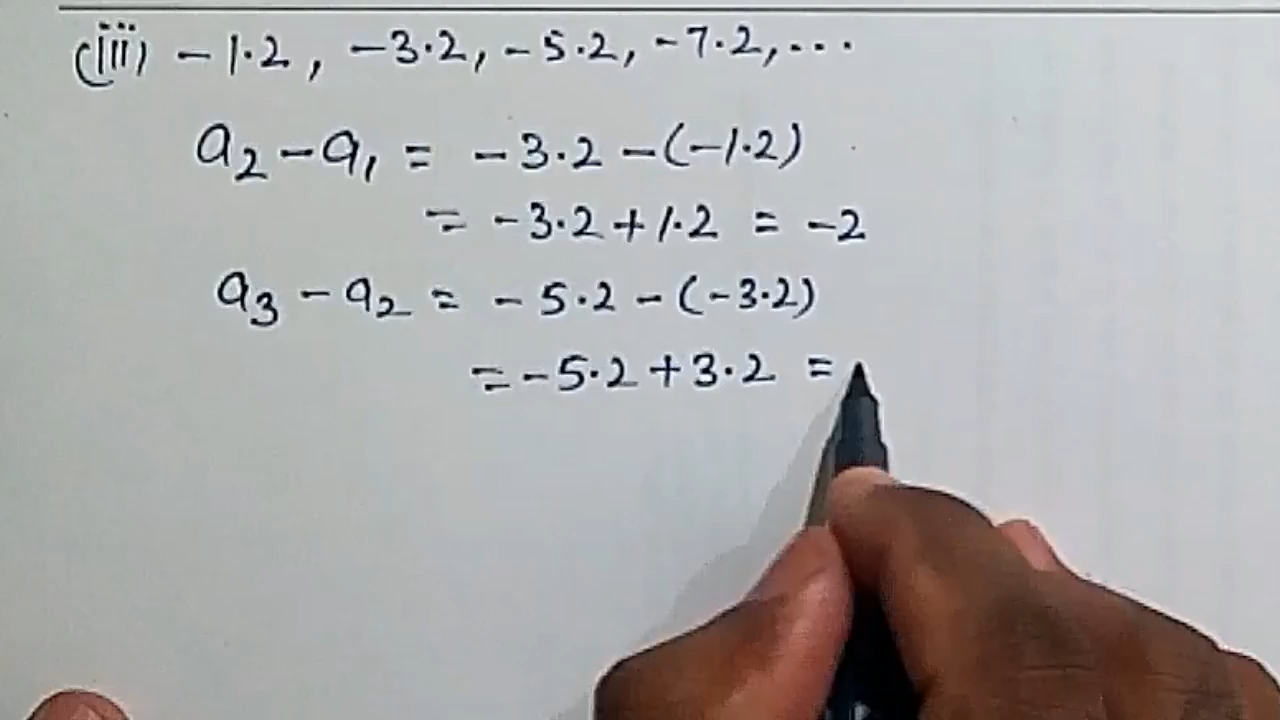 (iii) -1·2, -3·2, -5·2, -7·2, ...
a₂ - a₁ = -3·2 - (-1·2)
= -3·2 + 1·2 = -2
a₃ - a₂ = -5·2 - (-3·2)
= -5·2 + 3·2 =